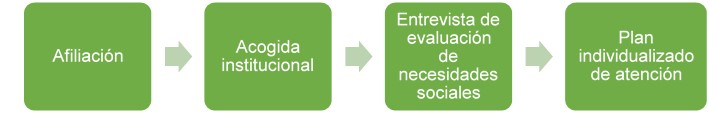 Afiliación
Acogida
institucional
Entrevista de
evaluación
de
necesidades
sociales
Plan
individualizado
de atención